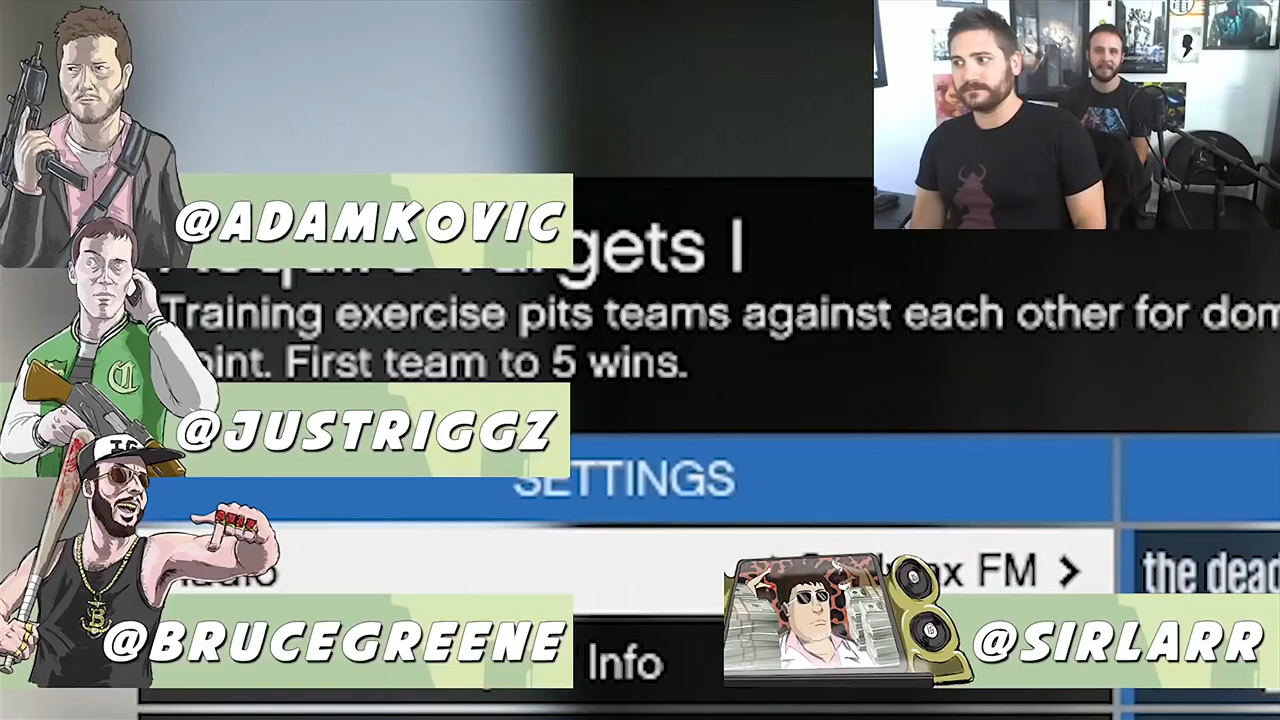 @ADAMKOVIC
gets I
Training exercise pits teams against each other for dom
oint. First team to 5 wins.
@JUSTRIGGZ
SETTINGS
IG
FM >
the dead
@BRUCEGREENE
Info
@SIRLARR